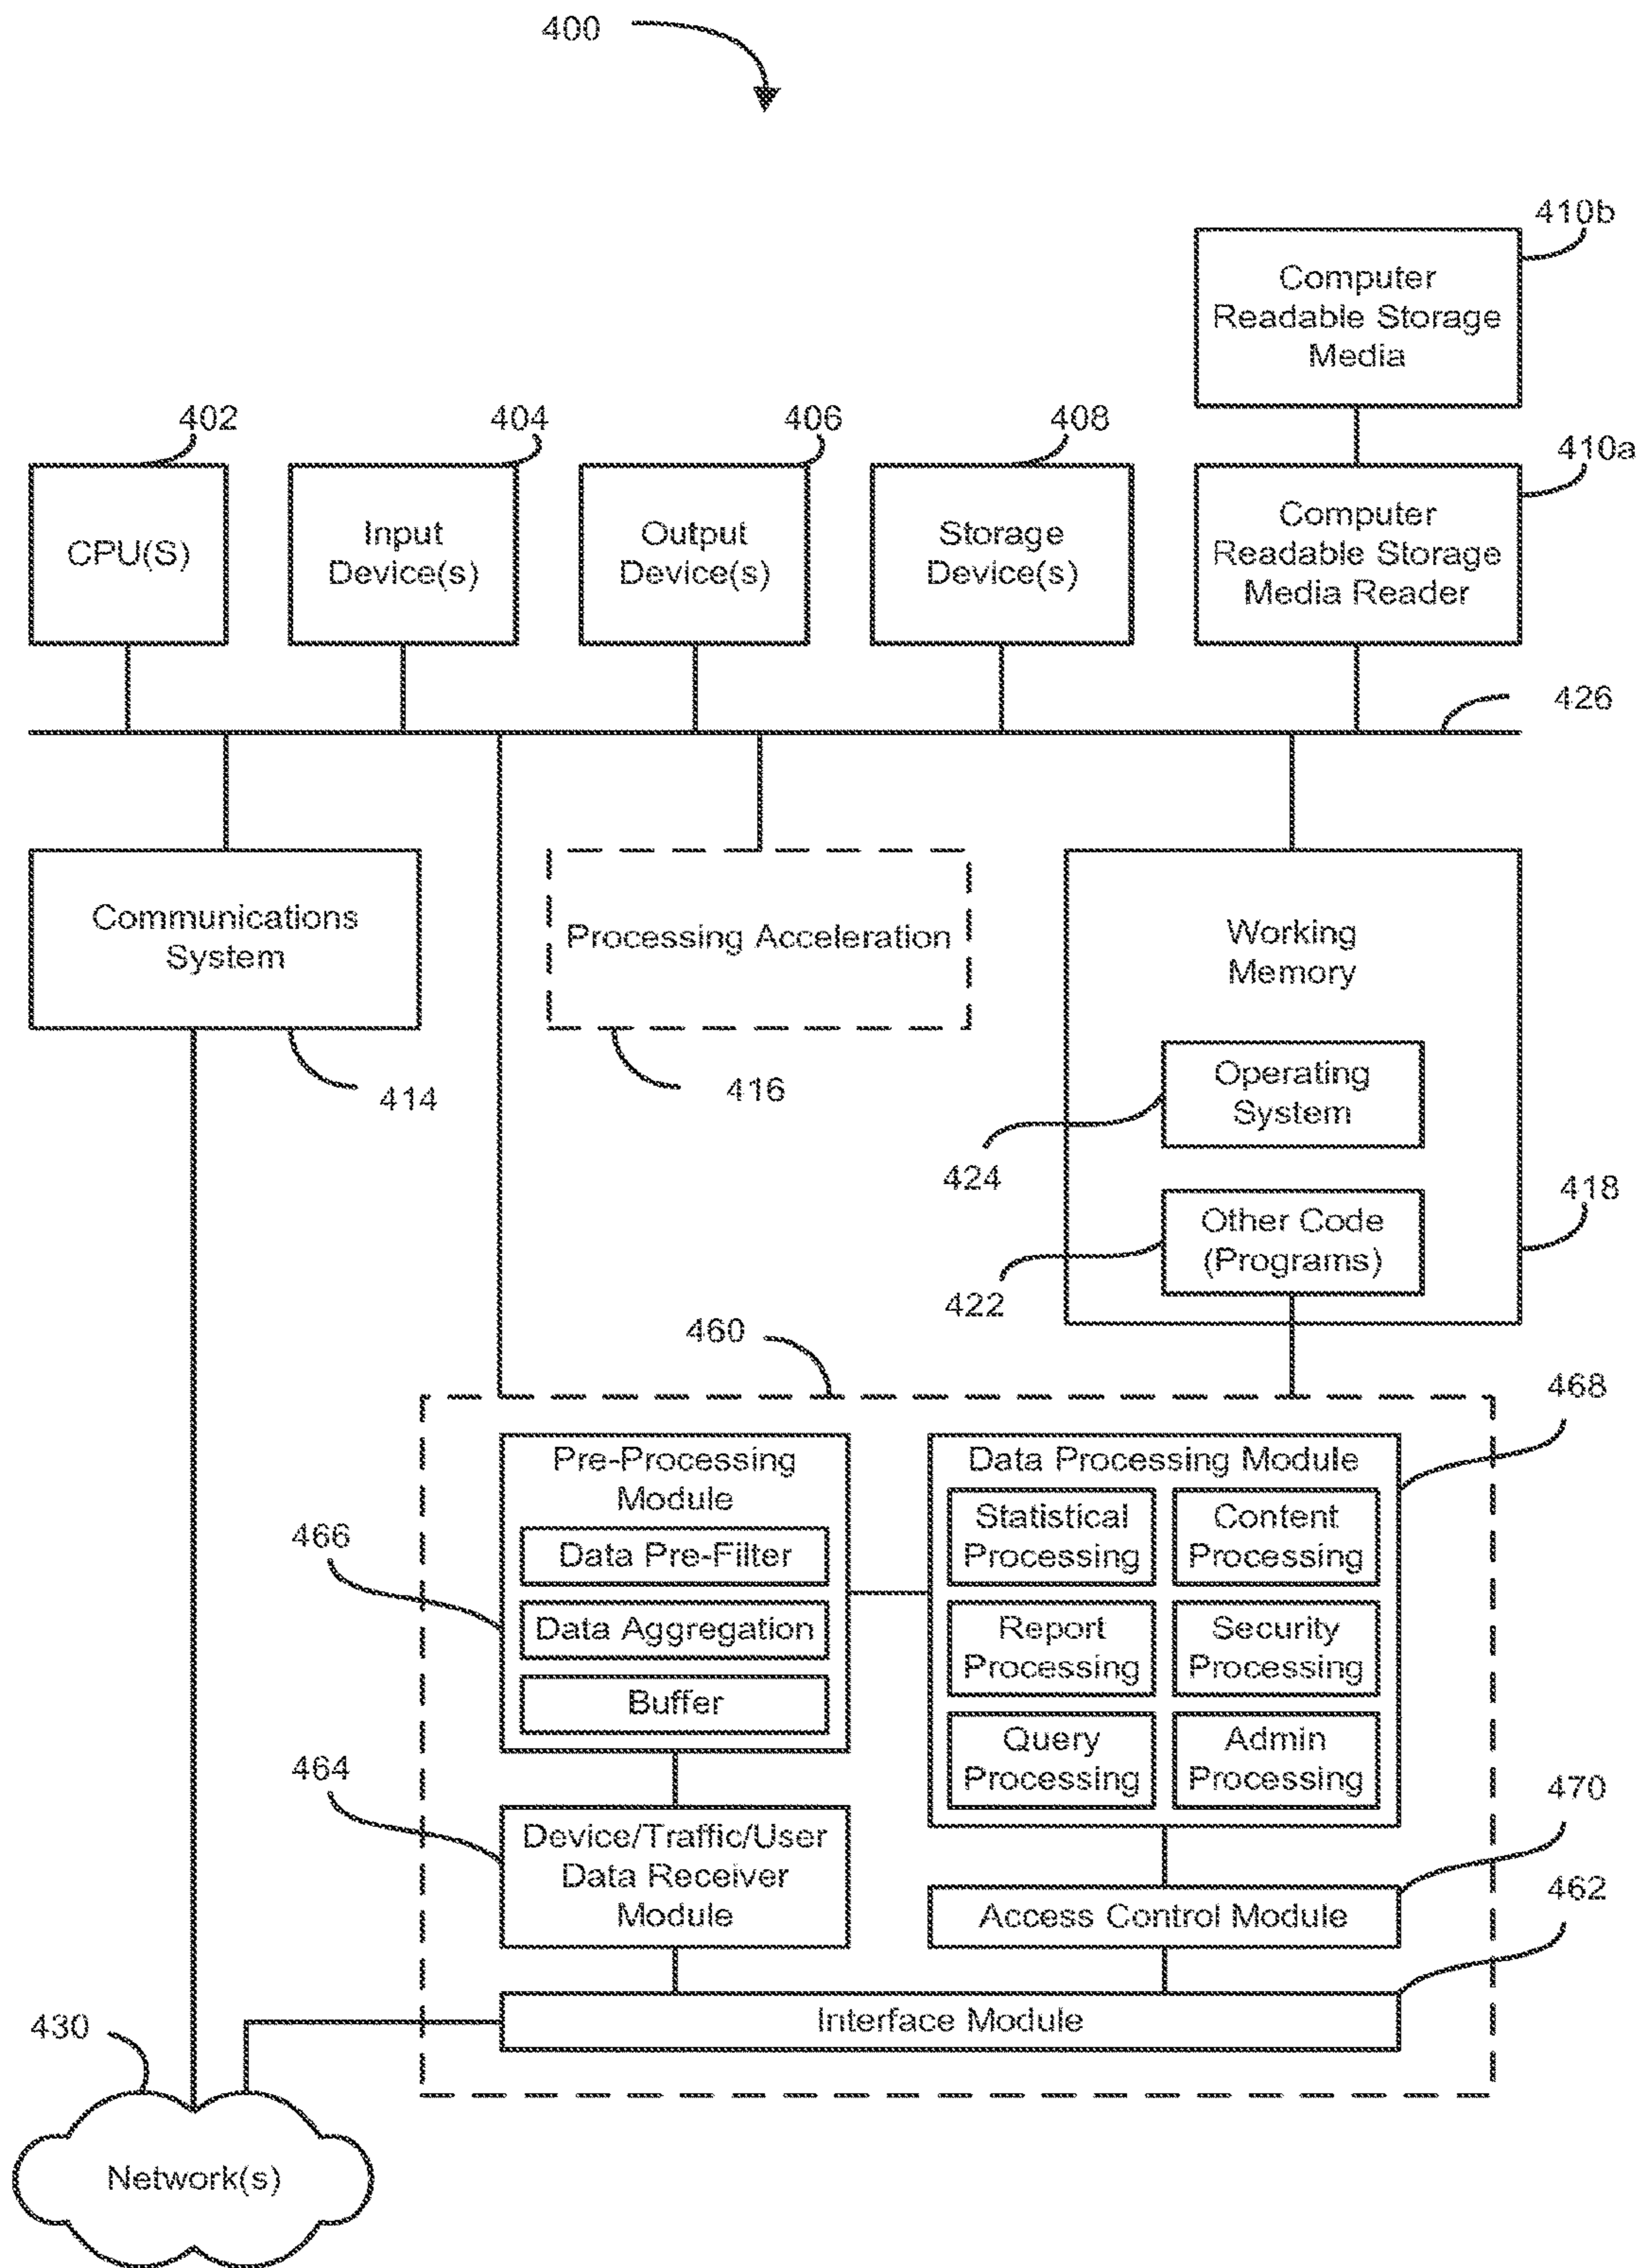 400
410b
Computer
Readable Storage
Media
402
404
406
408
410a
CPU(S)
Input
Device(s)
Output
Device(s)
Storage
Device(s)
Computer
Readable Storage
Media Reader
426
Communications
System
Processing Acceleration
Working
Memory
414
416
Operating
System
424
418
Other Code
(Programs)
422
460
468
Pre-Processing
Module
466
Data Pre-Filter
Data Aggregation
Buffer
Data Processing Module
Statistical
Processing
Content
Processing
Report
Processing
Security
Processing
Query
Processing
Admin
Processing
464
470
Device/Traffic/User
Data Receiver
Module
462
Access Control Module
Interface Module
430
Network(s)